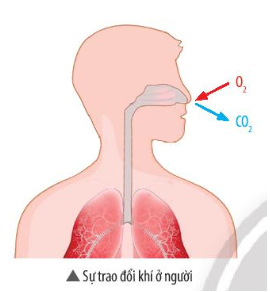 O₂
CO₂
▲ Sự trao đổi khí ở người